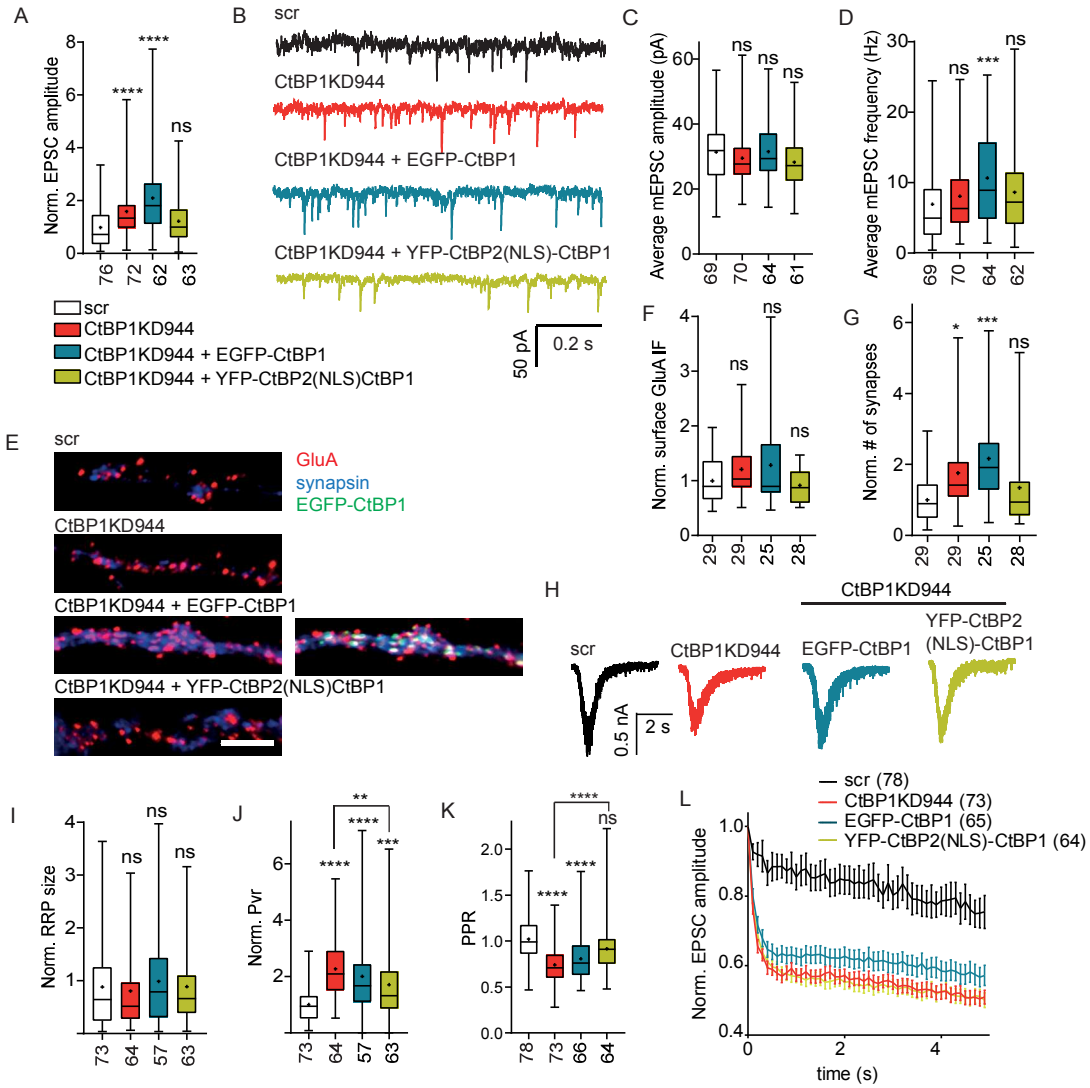 A
Norm. EPSC amplitude
8
6
4
2
0
****
****
ns
76 72 62 63
scr
CtBP1KD944
CtBP1KD944 + EGFP-CtBP1
CtBP1KD944 + YFP-CtBP2(NLS)CtBP1
B
scr
CtBP1KD944
CtBP1KD944 + EGFP-CtBP1
CtBP1KD944 + YFP-CtBP2(NLS)-CtBP1
50 pA
0.2 s
C
Average mEPSC amplitude (pA)
60
40
20
0
ns
ns
ns
69 70 64 61
D
Average mEPSC frequency (Hz)
30
20
10
0
ns
***
ns
69 70 64 62
E
scr
GluA
synapsin
EGFP-CtBP1
CtBP1KD944
CtBP1KD944 + EGFP-CtBP1
CtBP1KD944 + YFP-CtBP2(NLS)CtBP1
F
Norm. surface GluA IF
4
3
2
1
0
ns
ns
ns
29 29 25 28
G
Norm. # of synapses
6
4
2
0
*
***
ns
29 29 25 28
H
CtBP1KD944
scr
CtBP1KD944
EGFP-CtBP1
YFP-CtBP2
(NLS)-CtBP1
0.5 nA
2 s
I
Norm. RRP size
4
3
2
1
ns
ns
ns
73 64 57 63
J
Norm. Pvr
6
4
2
**
****
****
***
73 64 57 63
K
PPR
2.0
1.5
1.0
0.5
0.0
****
ns
****
****
78 73 66 64
L
scr (78)
CtBP1KD944 (73)
EGFP-CtBP1 (65)
YFP-CtBP2(NLS)-CtBP1 (64)
Norm. EPSC amplitude
1.0
0.8
0.6
0.4
0 2 4
time (s)